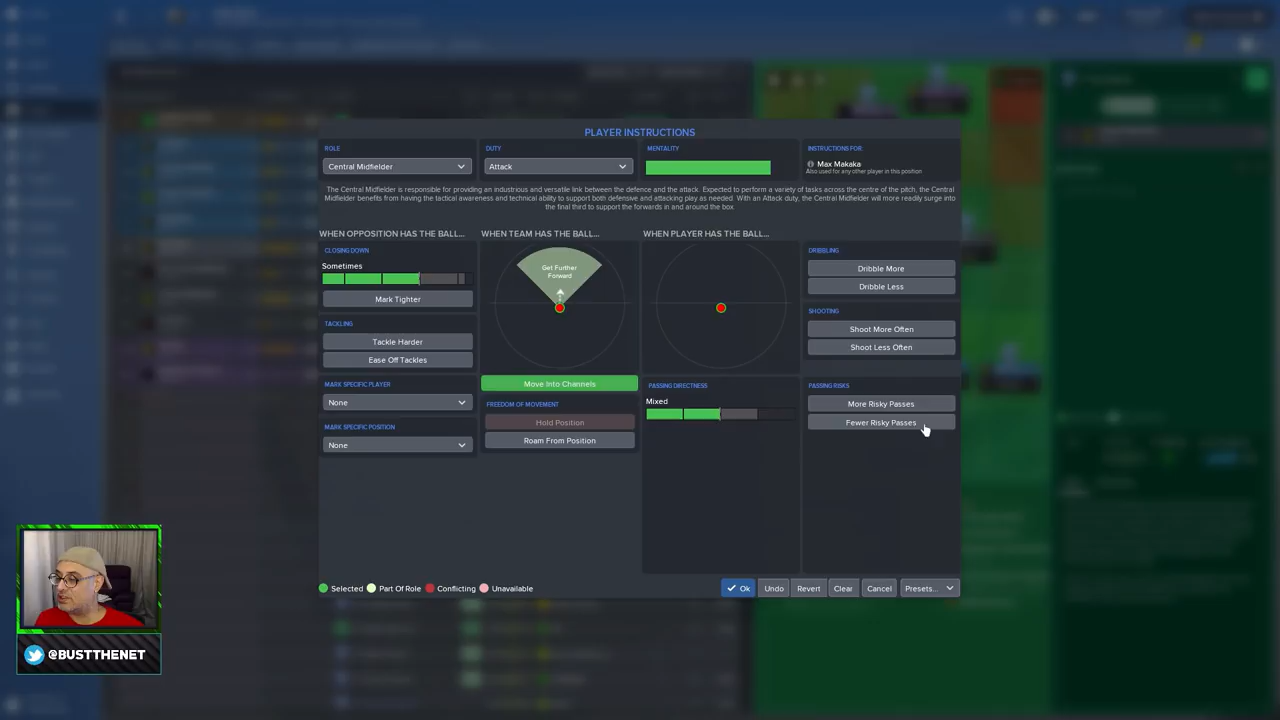 PLAYER INSTRUCTIONS
ROLE
Central Midfielder
DUTY
Attack
MENTALITY
INSTRUCTIONS FOR:
Max Makaka
Also used for any other player in this position
The Central Midfielder is responsible for providing an industrious and versatile link between the defence and the attack. Expected to perform a variety of tasks across the centre of the pitch, the Central
Midfielder benefits from having the tactical awareness and technical ability to support both defensive and attacking play as needed. With an Attack duty, the Central Midfielder will more readily surge into
the final third to support the forwards in and around the box.
WHEN OPPOSITION HAS THE BALL...
CLOSING DOWN
Sometimes
Mark Tighter
TACKLING
Tackle Harder
Ease Off Tackles
MARK SPECIFIC PLAYER
None
MARK SPECIFIC POSITION
None
WHEN TEAM HAS THE BALL...
Get Further
Forward
Move Into Channels
FREEDOM OF MOVEMENT
Hold Position
Roam From Position
WHEN PLAYER HAS THE BALL...
PASSING DIRECTNESS
Mixed
DRIBBLING
Dribble More
Dribble Less
SHOOTING
Shoot More Often
Shoot Less Often
PASSING RISKS
More Risky Passes
Fewer Risky Passes
Selected
Part Of Role
Conflicting
Unavailable
Ok
Undo
Revert
Clear
Cancel
Presets...
@BUSTTHENET